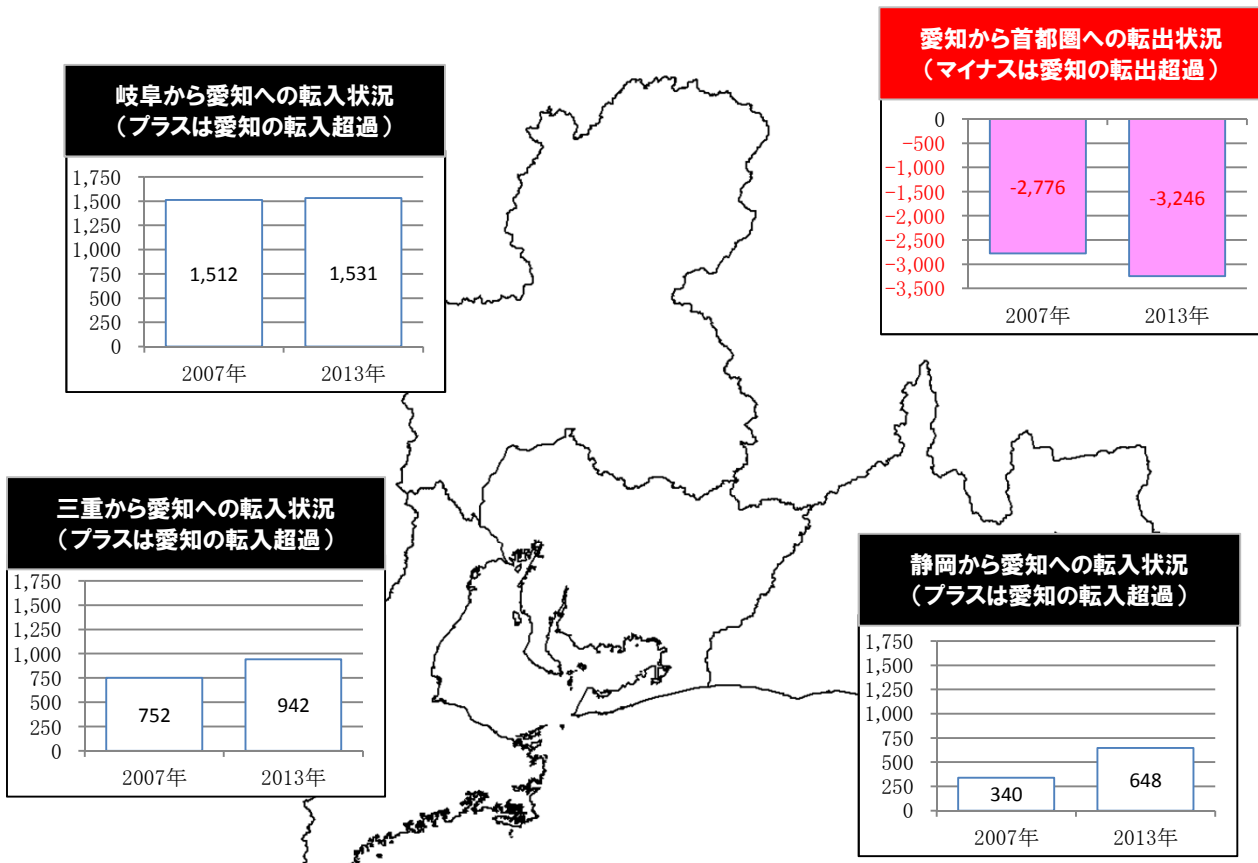 岐阜から愛知への転入状況
（プラスは愛知の転入超過）
1,750
1,500
1,250
1,000
750
500
250
0
1,512
1,531
2007年
2013年
愛知から首都圏への転出状況
（マイナスは愛知の転出超過）
0
-500
-1,000
-1,500
-2,000
-2,500
-3,000
-3,500
-2,776
-3,246
2007年
2013年
三重から愛知への転入状況
（プラスは愛知の転入超過）
1,750
1,500
1,250
1,000
750
500
250
0
752
942
2007年
2013年
静岡から愛知への転入状況
（プラスは愛知の転入超過）
1,750
1,500
1,250
1,000
750
500
250
0
340
648
2007年
2013年